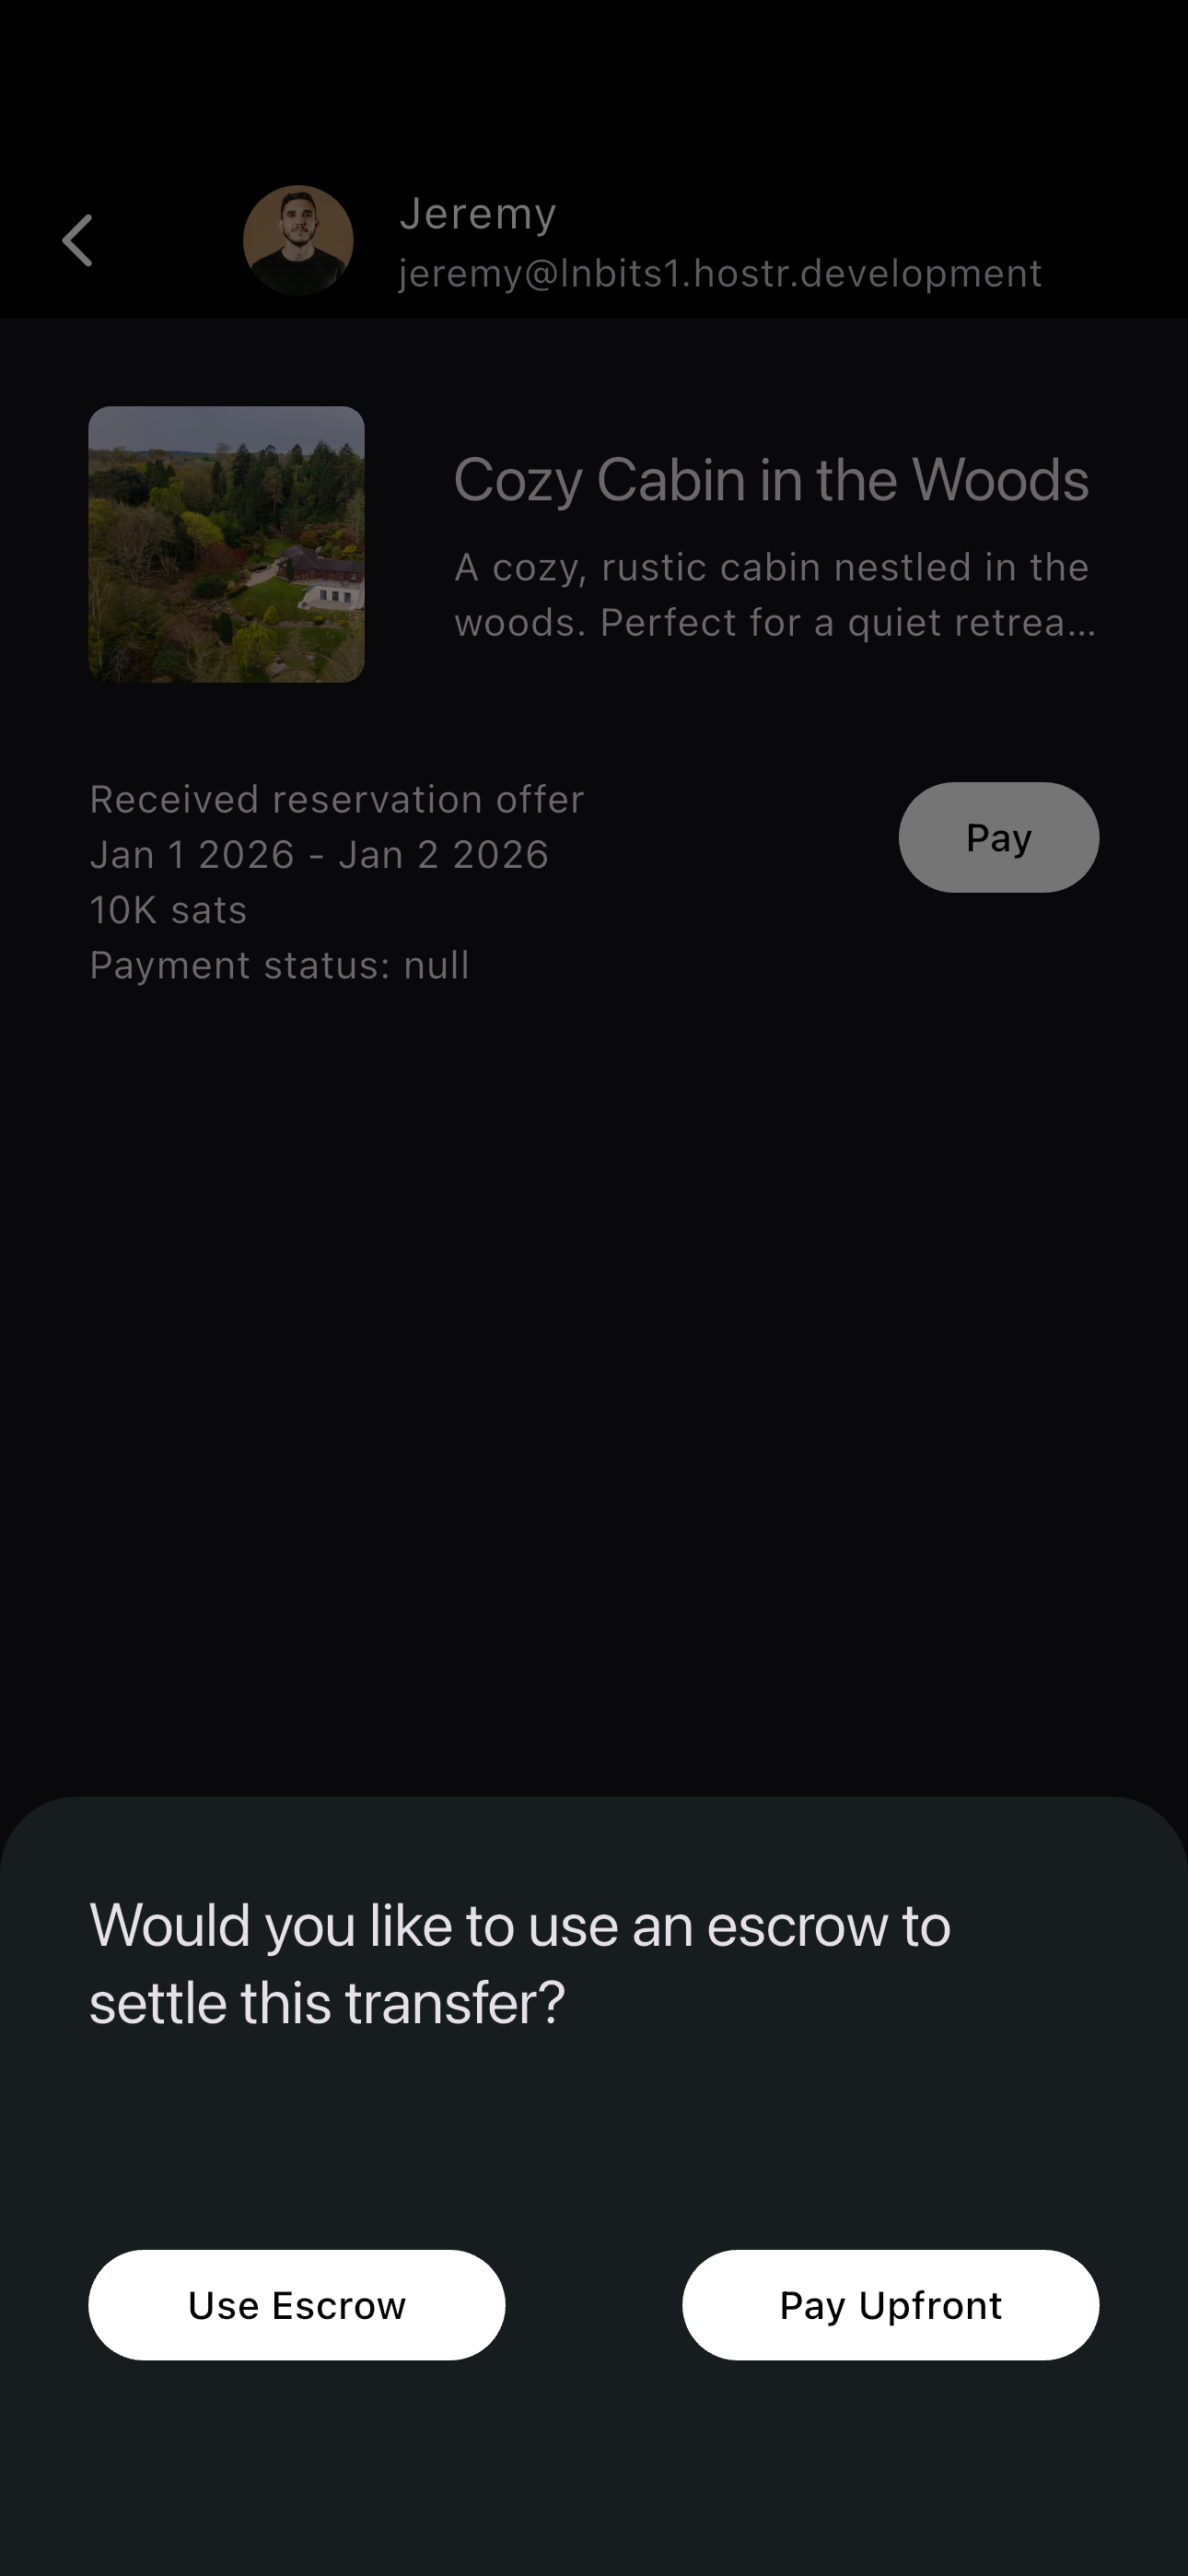 Jeremy
jeremy@lnbits1.hostr.development
Cozy Cabin in the Woods
A cozy, rustic cabin nestled in the
woods. Perfect for a quiet retrea...
Received reservation offer
Jan 1 2026 - Jan 2 2026
10K sats
Payment status: null
Pay
Would you like to use an escrow to
settle this transfer?
Use Escrow
Pay Upfront